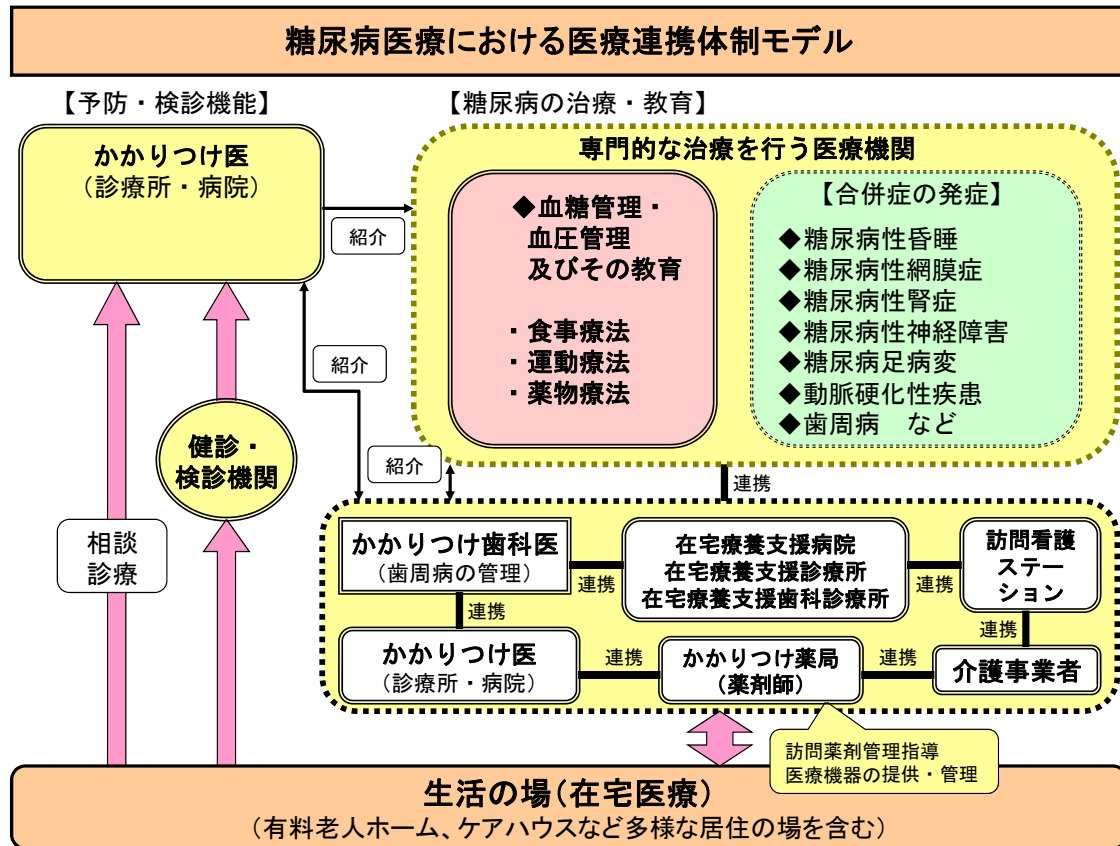 糖尿病医療における医療連携体制モデル
【予防・検診機能】
かかりつけ医
(診療所・病院)
紹介
【糖尿病の治療・教育】
専門的な治療を行う医療機関
◆血糖管理・
血圧管理
及びその教育
・食事療法
・運動療法
・薬物療法
【合併症の発症】
◆糖尿病性昏睡
◆糖尿病性網膜症
◆糖尿病性腎症
◆糖尿病性神経障害
◆糖尿病足病変
◆動脈硬化性疾患
◆歯周病 など
紹介
健診・
検診機関
紹介
連携
相談
診療
かかりつけ歯科医
(歯周病の管理)
連携
在宅療養支援病院
在宅療養支援診療所
在宅療養支援歯科診療所
連携
訪問看護
ステー
ション
連携
連携
かかりつけ医
(診療所・病院)
連携
かかりつけ薬局
(薬剤師)
連携
介護事業者
訪問薬剤管理指導
医療機器の提供・管理
生活の場(在宅医療)
(有料老人ホーム、ケアハウスなど多様な居住の場を含む)